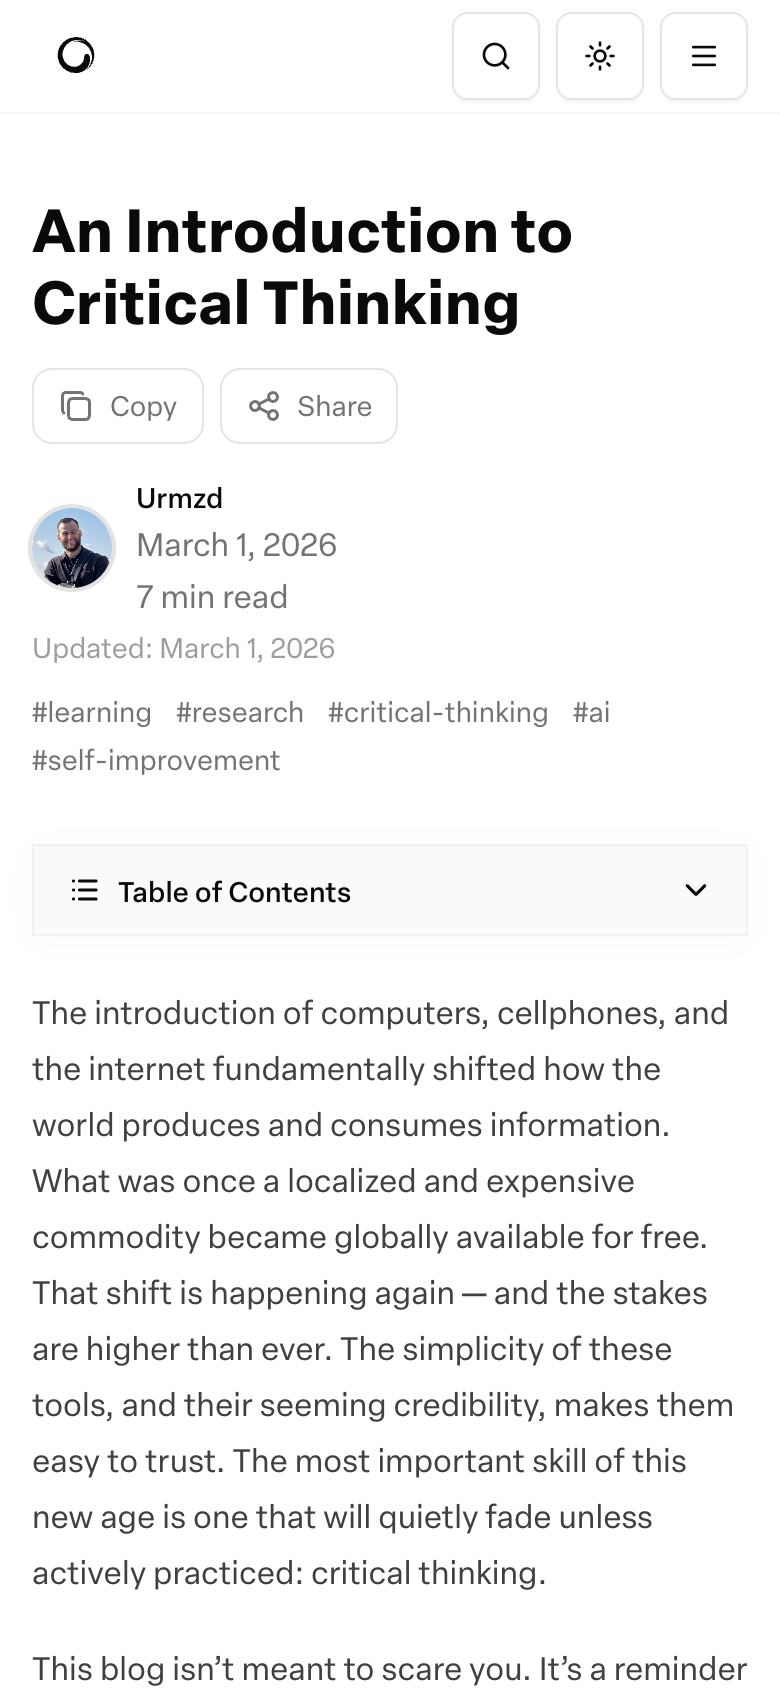 An Introduction to
Critical Thinking
Copy
Share
Urmzd
March 1, 2026
7 min read
Updated: March 1, 2026
#learning #research #critical-thinking #ai
#self-improvement
Table of Contents
The introduction of computers, cellphones, and
the internet fundamentally shifted how the
world produces and consumes information.
What was once a localized and expensive
commodity became globally available for free.
That shift is happening again — and the stakes
are higher than ever. The simplicity of these
tools, and their seeming credibility, makes them
easy to trust. The most important skill of this
new age is one that will quietly fade unless
actively practiced: critical thinking.
This blog isn’t meant to scare you. It’s a reminder